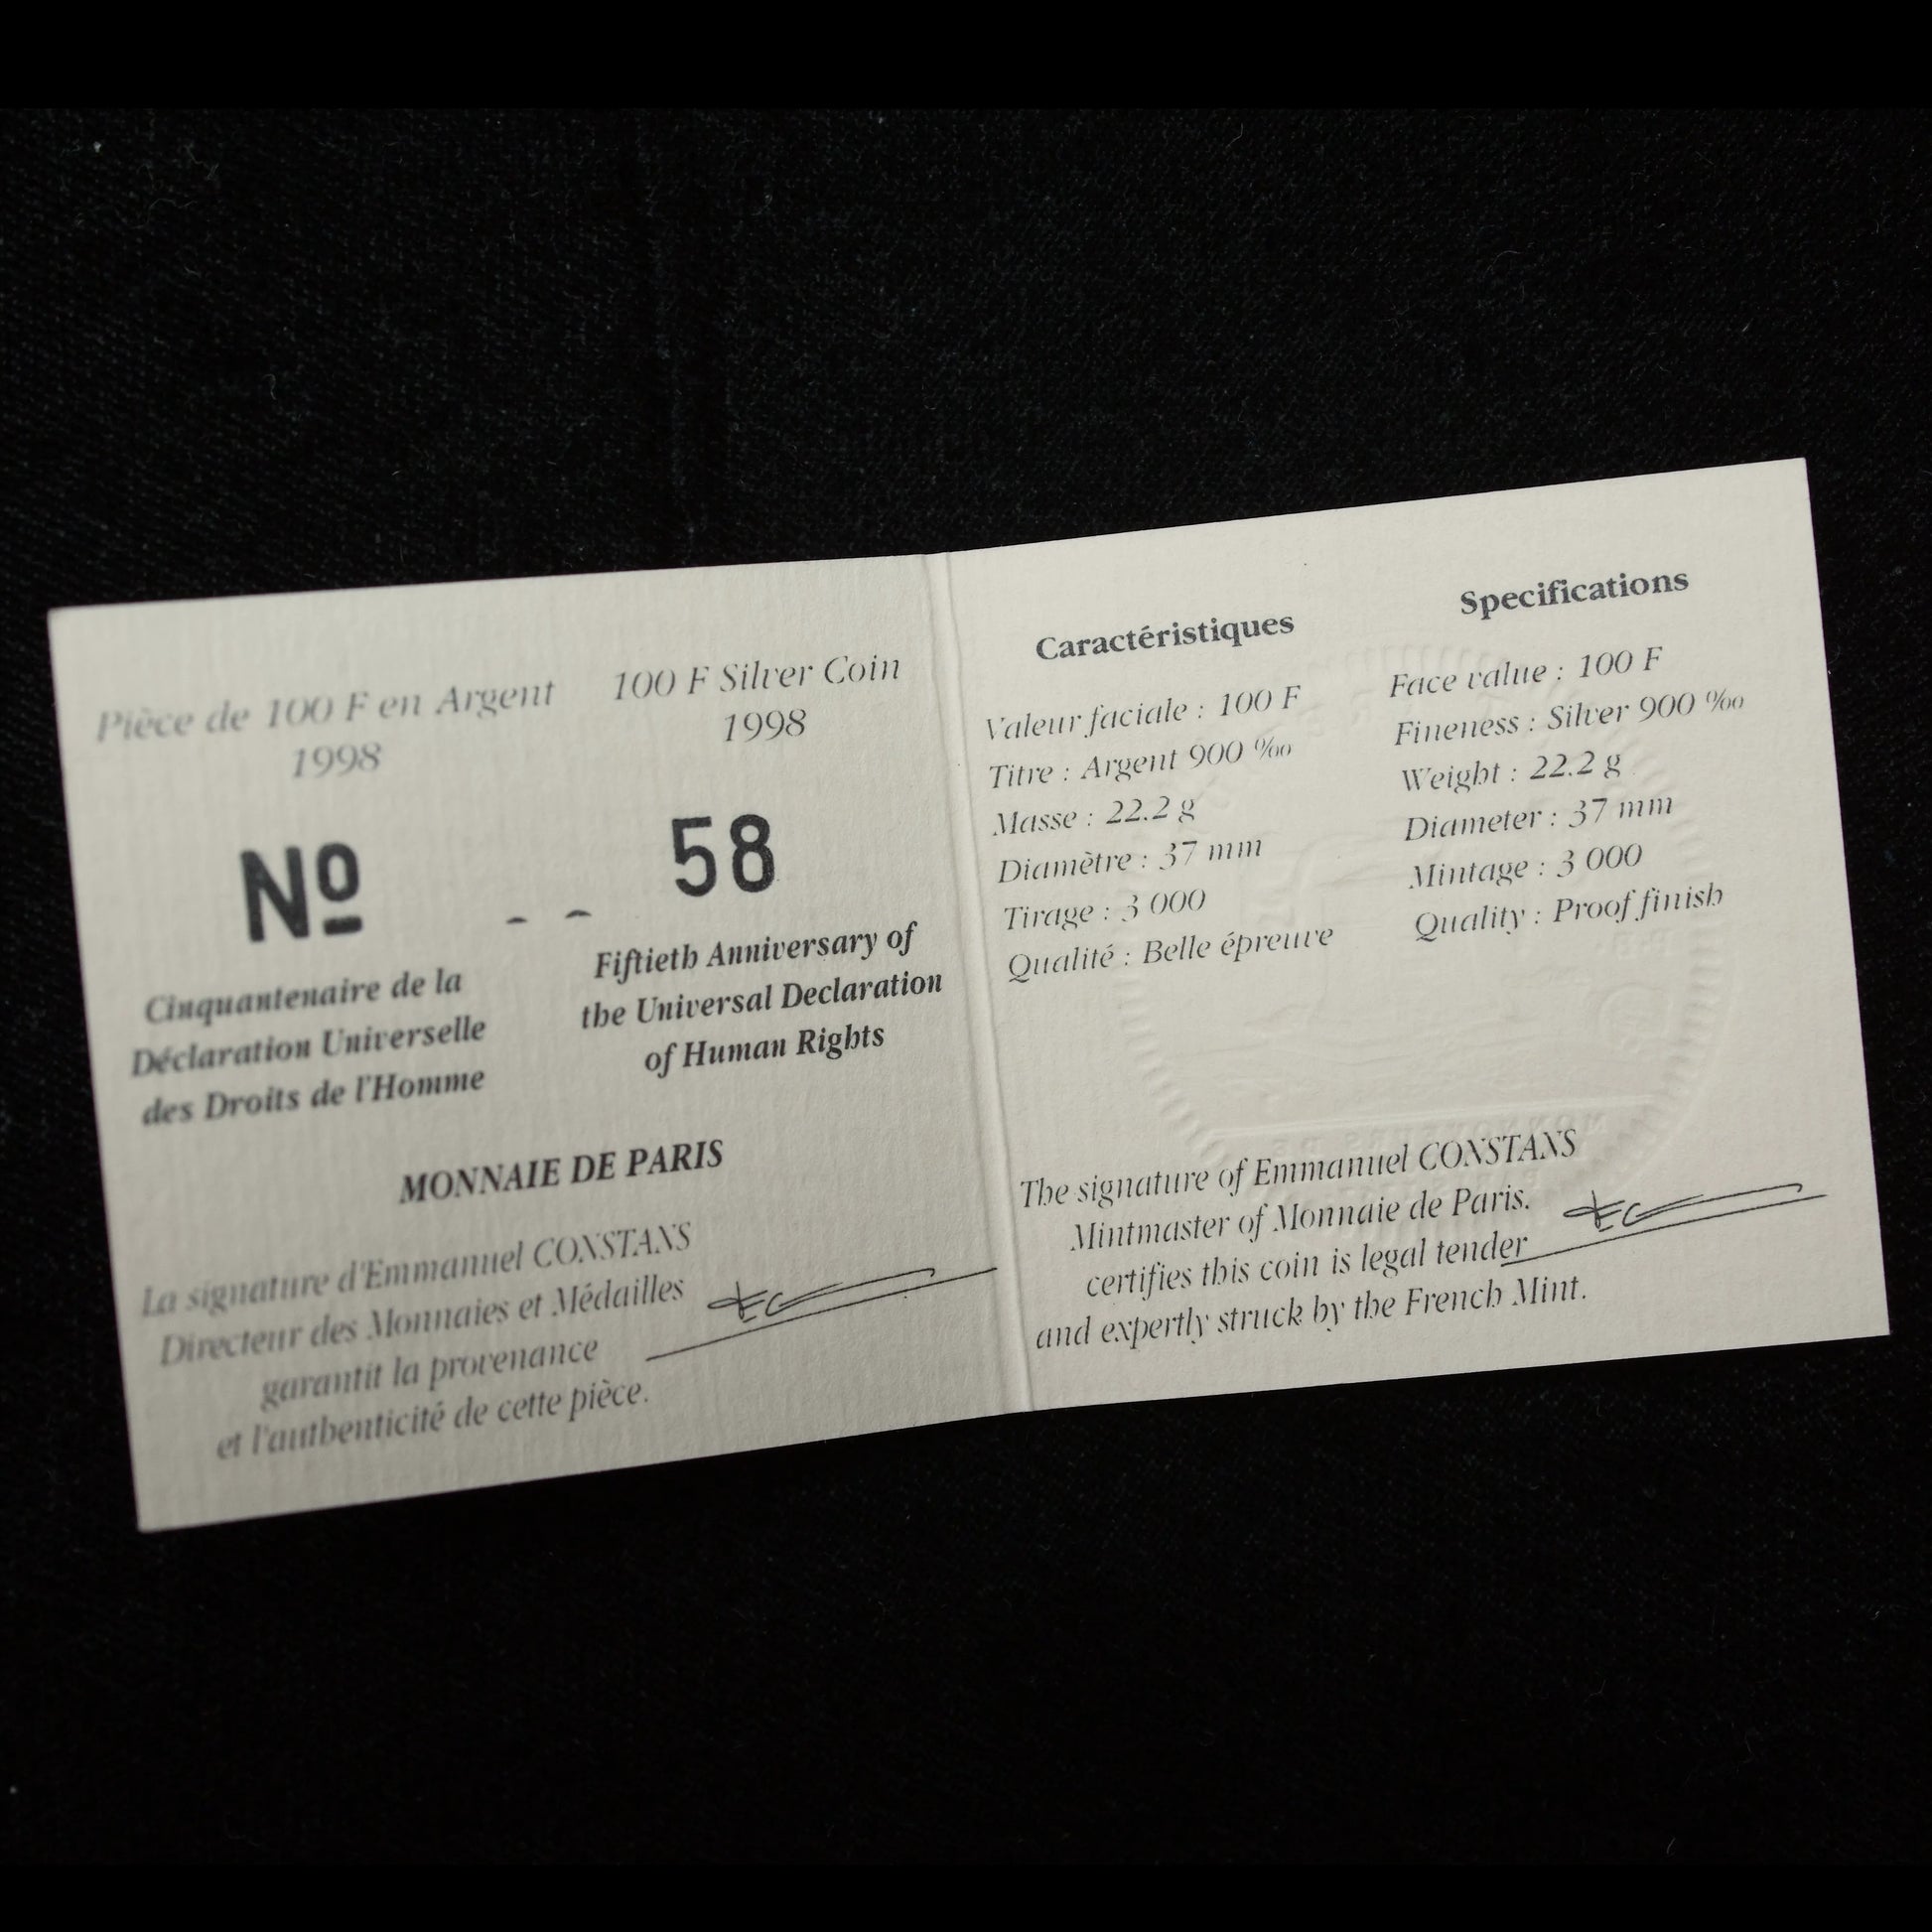 Pièce de 100 F en Argent
1998
100 F Silver Coin
1998
Nº 58
Cinquantenaire de la
Déclaration Universelle
des Droits de l'Homme
Fiftieth Anniversary of
the Universal Declaration
of Human Rights
MONNAIE DE PARIS
La signature d'Emmanuel CONSTANS
Directeur des Monnaies et Médailles
garantit la provenance
et l'authenticité de cette pièce.
Caractéristiques
Valeur faciale : 100 F
Titre : Argent 900 ‰
Masse : 22.2 g
Diamètre : 37 mm
Tirage : 3 000
Qualité : Belle épreuve
Specifications
Face value : 100 F
Fineness : Silver 900 ‰
Weight : 22.2 g
Diameter : 37 mm
Mintage : 3 000
Quality : Proof finish
The signature of Emmanuel CONSTANS
Mintmaster of Monnaie de Paris.
certifies this coin is legal tender
and expertly struck by the French Mint.